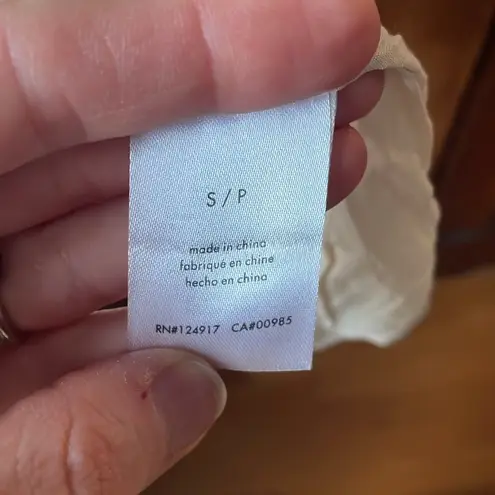 S / P
made in china
fabriqué en chine
hecho en china
RN#124917 CA#00985